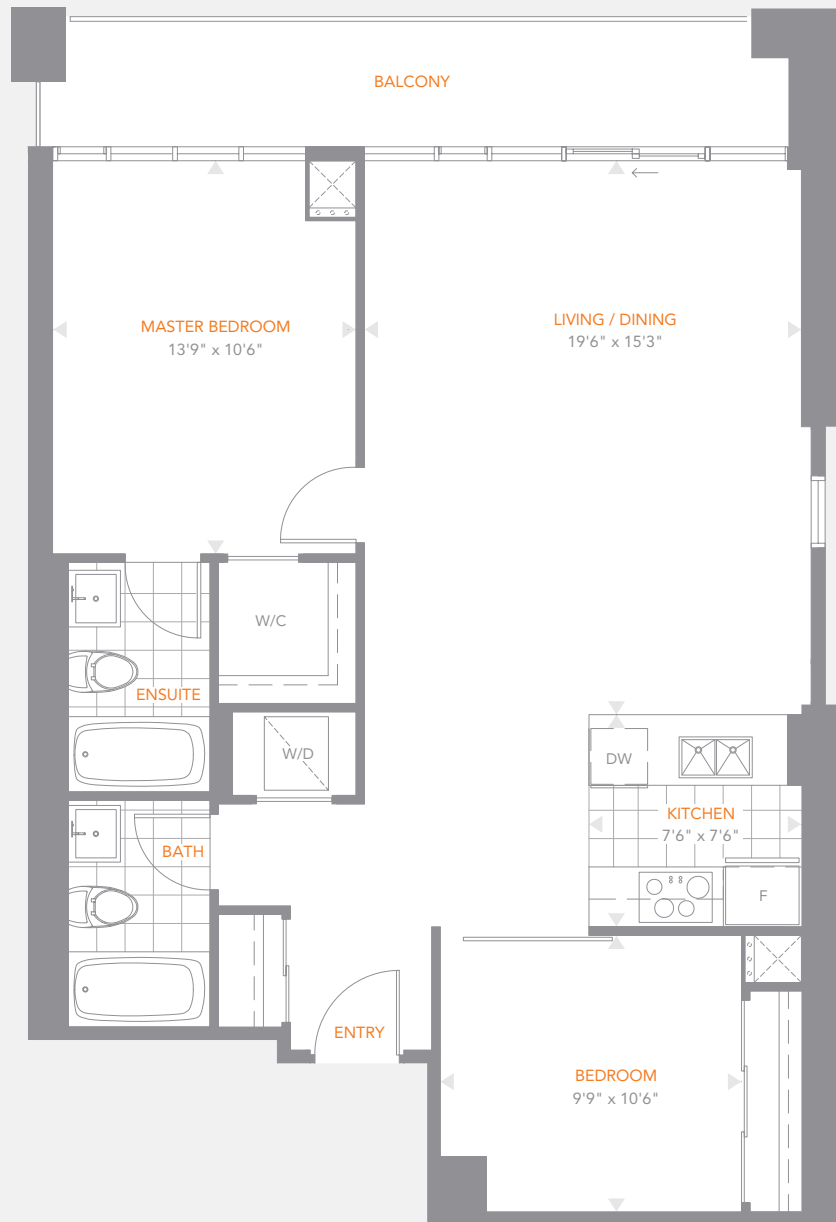 BALCONY
MASTER BEDROOM
13'9" x 10'6"
LIVING / DINING
19'6" x 15'3"
W/C
ENSUITE
W/D
DW
KITCHEN
7'6" x 7'6"
BATH
F
ENTRY
BEDROOM
9'9" x 10'6"